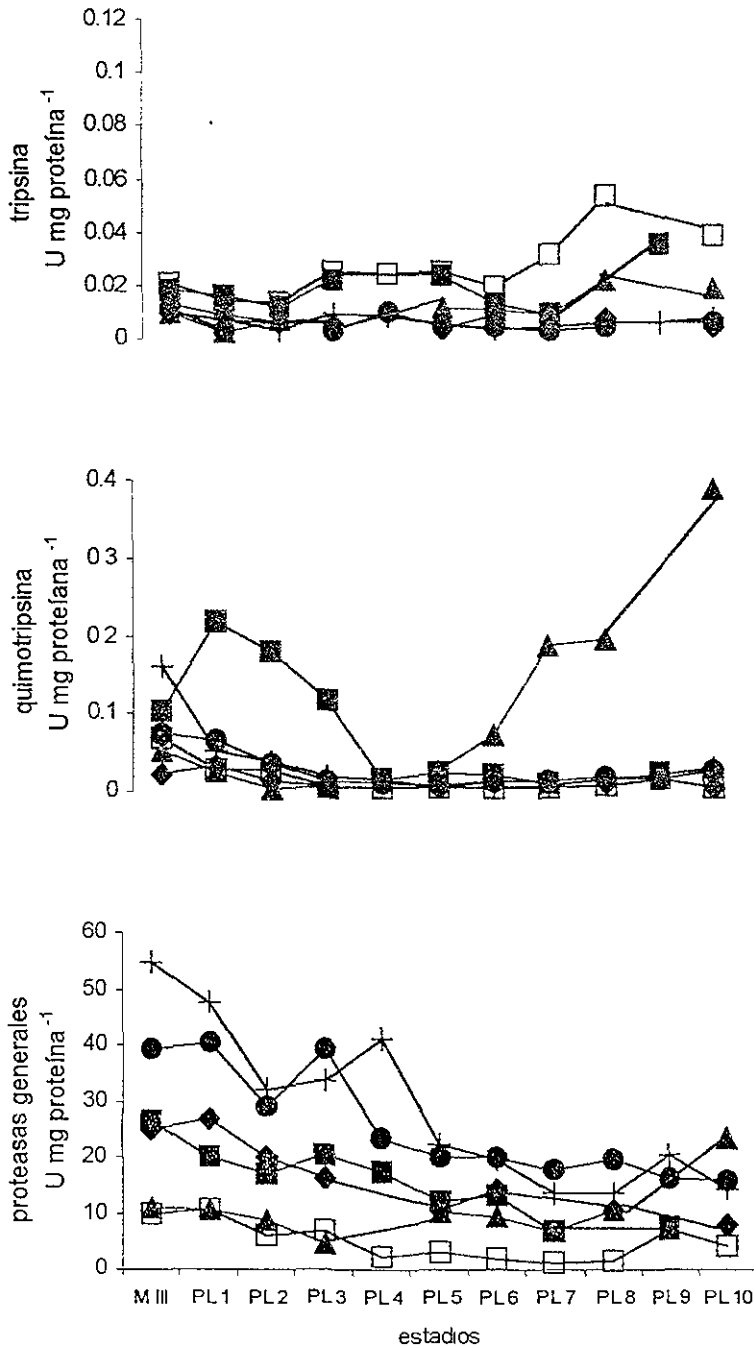 0.12
0.1
0.08
0.06
0.04
0.02
0
tripsina
U mg proteína⁻¹
0.4
03
0.2
0.1
0
quimotripsina
U mg proteíana⁻¹
60
50
40
30
20
10
0
proteasas generales
U mg proteína⁻¹
M III PL 1 PL 2 PL 3 PL 4 PL 5 PL 6 PL 7 PL 8 PL 9 PL 10
estadios